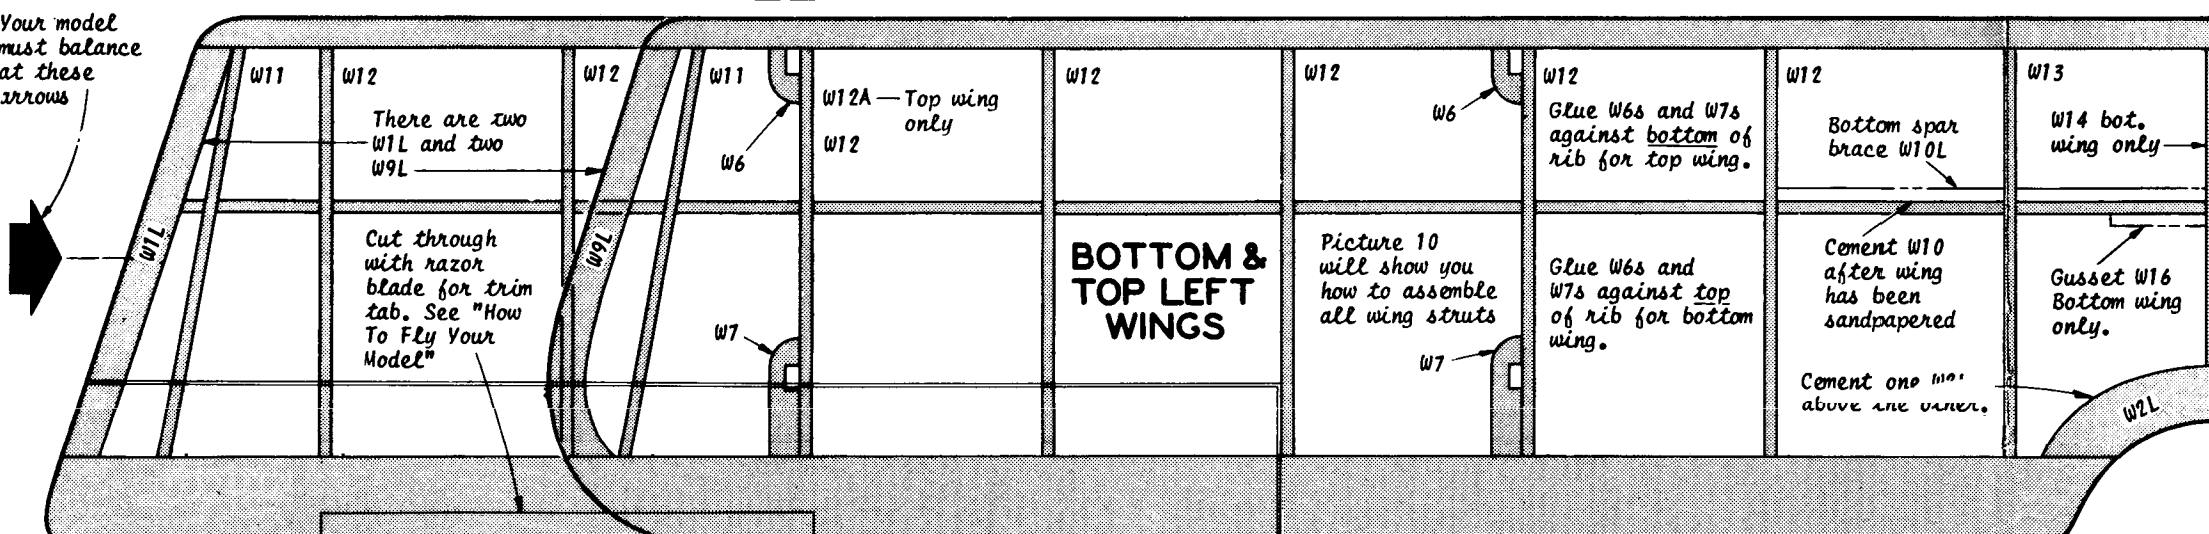 Your model
must balance
at these
arrows
W11
W12
There are two
W1L and two
W9L
W12
W11
W6
W12A — Top wing
only
W12
W12
W12
W6
W12
Glue W6s and W7s
against bottom of
rib for top wing.
W12
Bottom spar
brace W10L
W13
W14 bot.
wing only
W1L
Cut through
with razor
blade for trim
tab. See "How
To Fly Your
Model"
W9L
W7
BOTTOM &
TOP LEFT
WINGS
Picture 10
will show you
how to assemble
all wing struts
W7
Glue W6s and
W7s against top
of rib for bottom
wing.
Cement W10
after wing
has been
sandpapered
Gusset W16
Bottom wing
only.
Cement one
above the other.
W2L